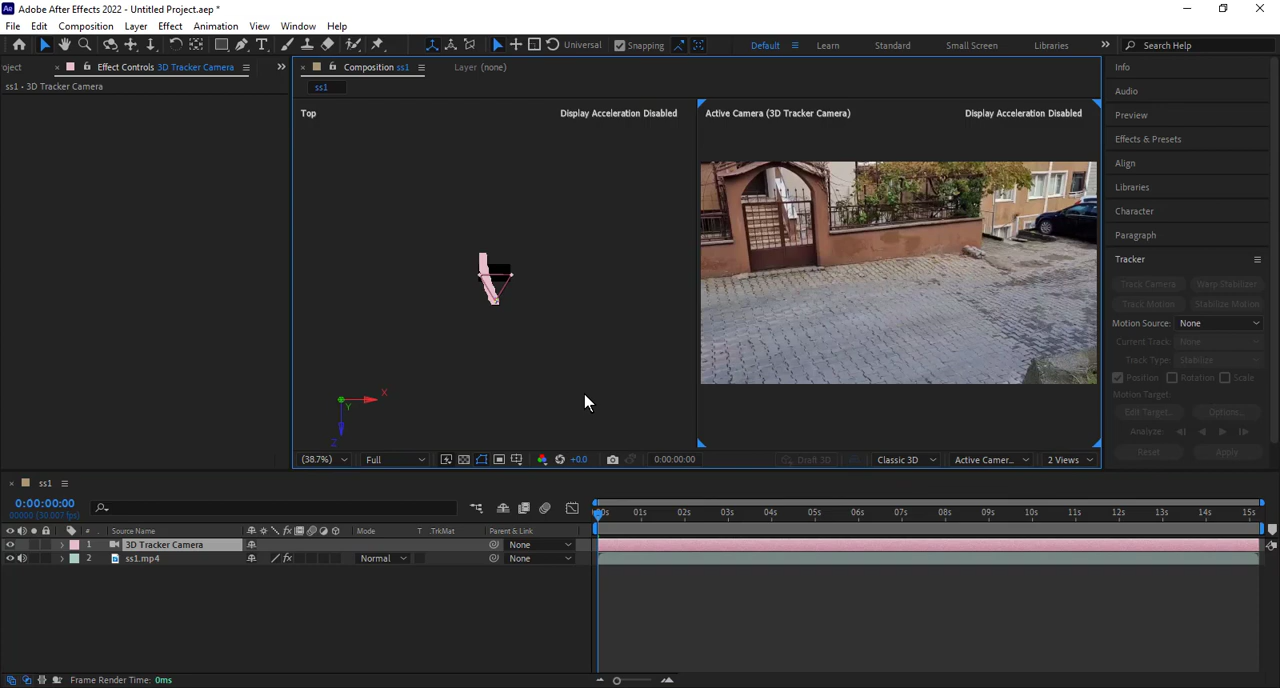 Adobe After Effects 2022 - Untitled Project.aep *
File Edit Composition Layer Effect Animation View Window Help
Universal Snapping Default Learn Standard Small Screen Libraries Search Help
oject Effect Controls 3D Tracker Camera Composition ss1 Layer (none) Info
ss1 - 3D Tracker Camera
ss1
Audio
Top Display Acceleration Disabled Active Camera (3D Tracker Camera) Display Acceleration Disabled
Preview
Effects & Presets
Align
Libraries
Character
Paragraph
Tracker
Track Camera Warp Stabilizer
Track Motion Stabilize Motion
Motion Source: None
Current Track: None
Track Type: Stabilize
Position Rotation Scale
Motion Target:
Edit Target... Options...
Analyze:
Reset Apply
X
Y
Z
(38.7%) Full +0.0 0:00:00:00 Draft 3D Classic 3D Active Camer... 2 Views
ss1
0:00:00:00
00000 (30.007 fps)
00s 01s 02s 03s 04s 05s 06s 07s 08s 09s 10s 11s 12s 13s 14s 15s
# Source Name fx Mode T .TrkMat Parent & Link
1 3D Tracker Camera None
2 ss1.mp4 fx Normal None
Frame Render Time: 0ms